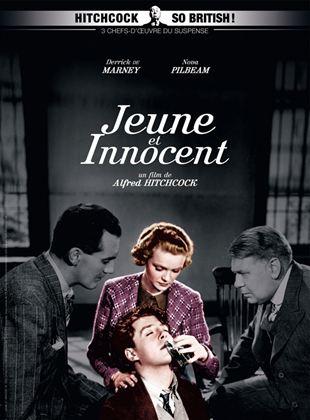 HITCHCOCK SO BRITISH !
3 CHEFS-D'ŒUVRE DU SUSPENSE
Derrick DE MARNEY
Nova PILBEAM
Jeune
et
Innocent
un film de
Alfred HITCHCOCK